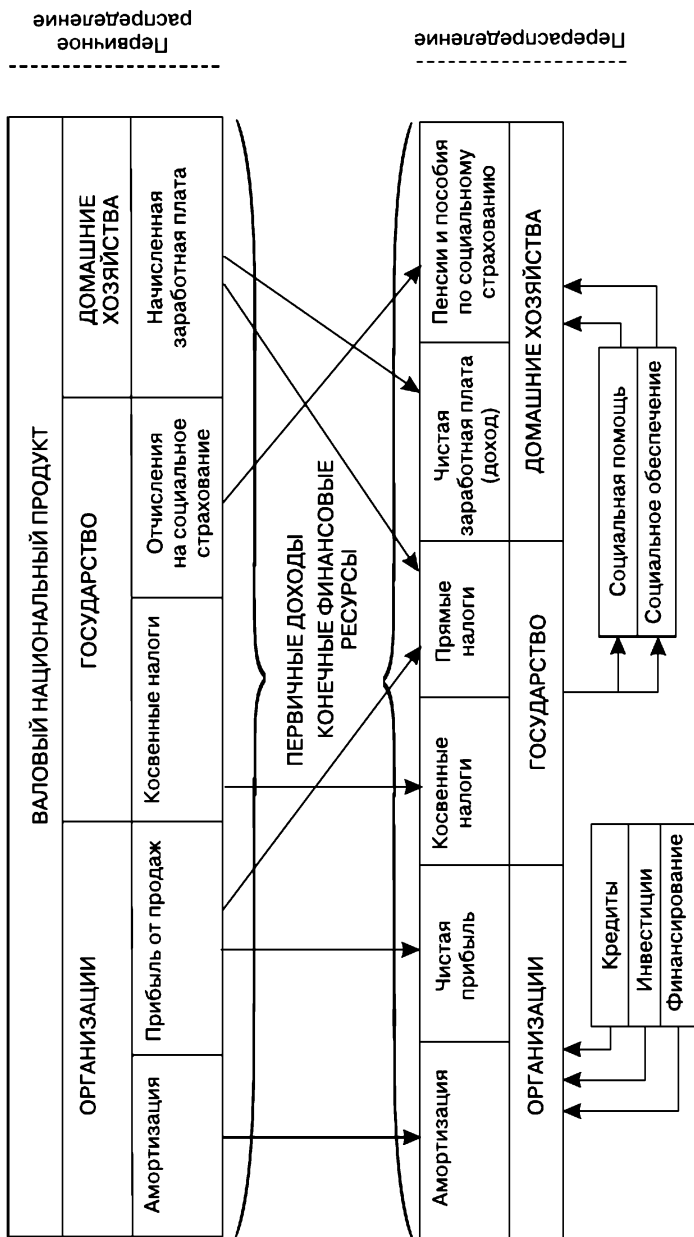 ВАЛОВЫЙ НАЦИОНАЛЬНЫЙ ПРОДУКТ
ОРГАНИЗАЦИИ
ГОСУДАРСТВО
ДОМАШНИЕ
ХОЗЯЙСТВА
Амортизация
Прибыль от продаж
Косвенные налоги
Отчисления
на социальное
страхование
Начисленная
заработная плата
Первичное
распределение
ПЕРВИЧНЫЕ ДОХОДЫ
КОНЕЧНЫЕ ФИНАНСОВЫЕ
РЕСУРСЫ
Амортизация
Чистая
прибыль
Косвенные
налоги
Прямые
налоги
Чистая
заработная плата
(доход)
Пенсии и пособия
по социальному
страхованию
ОРГАНИЗАЦИИ
ГОСУДАРСТВО
ДОМАШНИЕ ХОЗЯЙСТВА
Перераспределение
Кредиты
Инвестиции
Финансирование
Социальная помощь
Социальное обеспечение